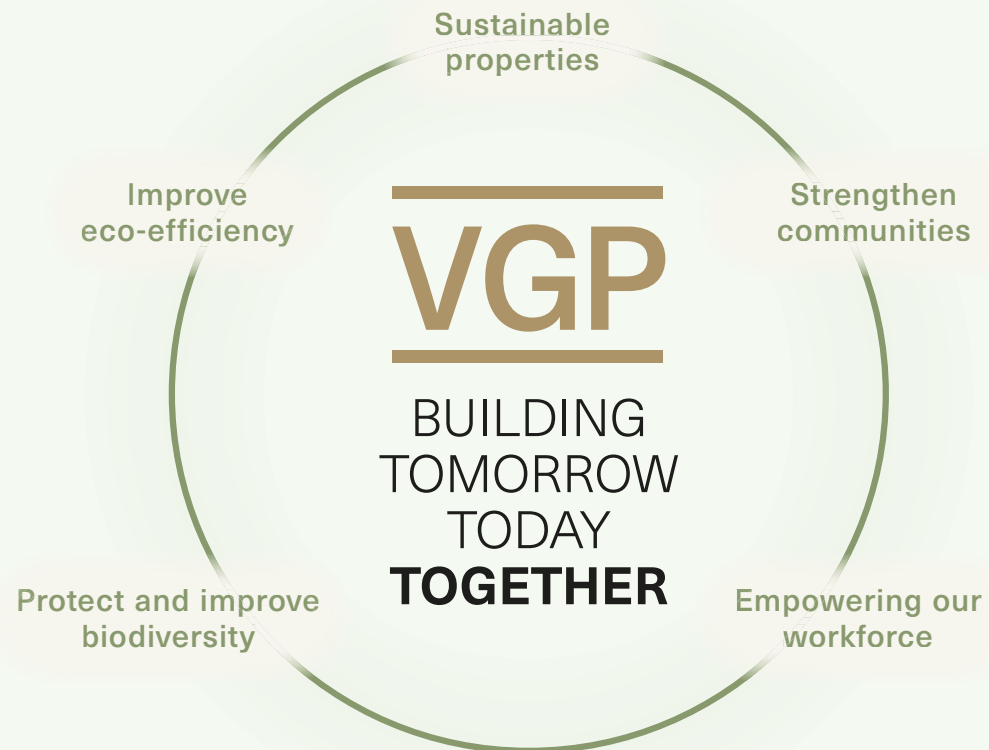 Sustainable
properties
Improve
eco-efficiency
Strengthen
communities
VGP
BUILDING
TOMORROW
TODAY
TOGETHER
Protect and improve
biodiversity
Empowering our
workforce